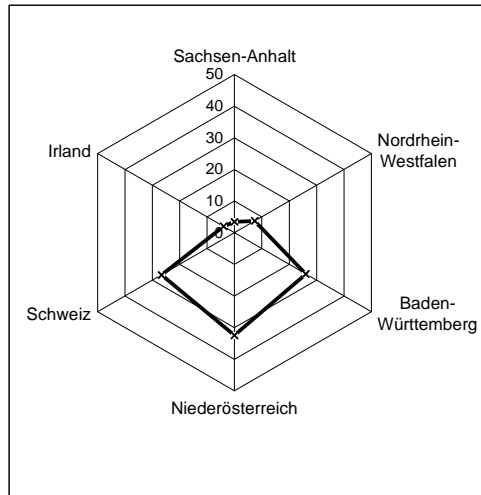 Sachsen-Anhalt
50
40
30
20
10
0
Nordrhein-
Westfalen
Baden-
Württemberg
Niederösterreich
Schweiz
Irland